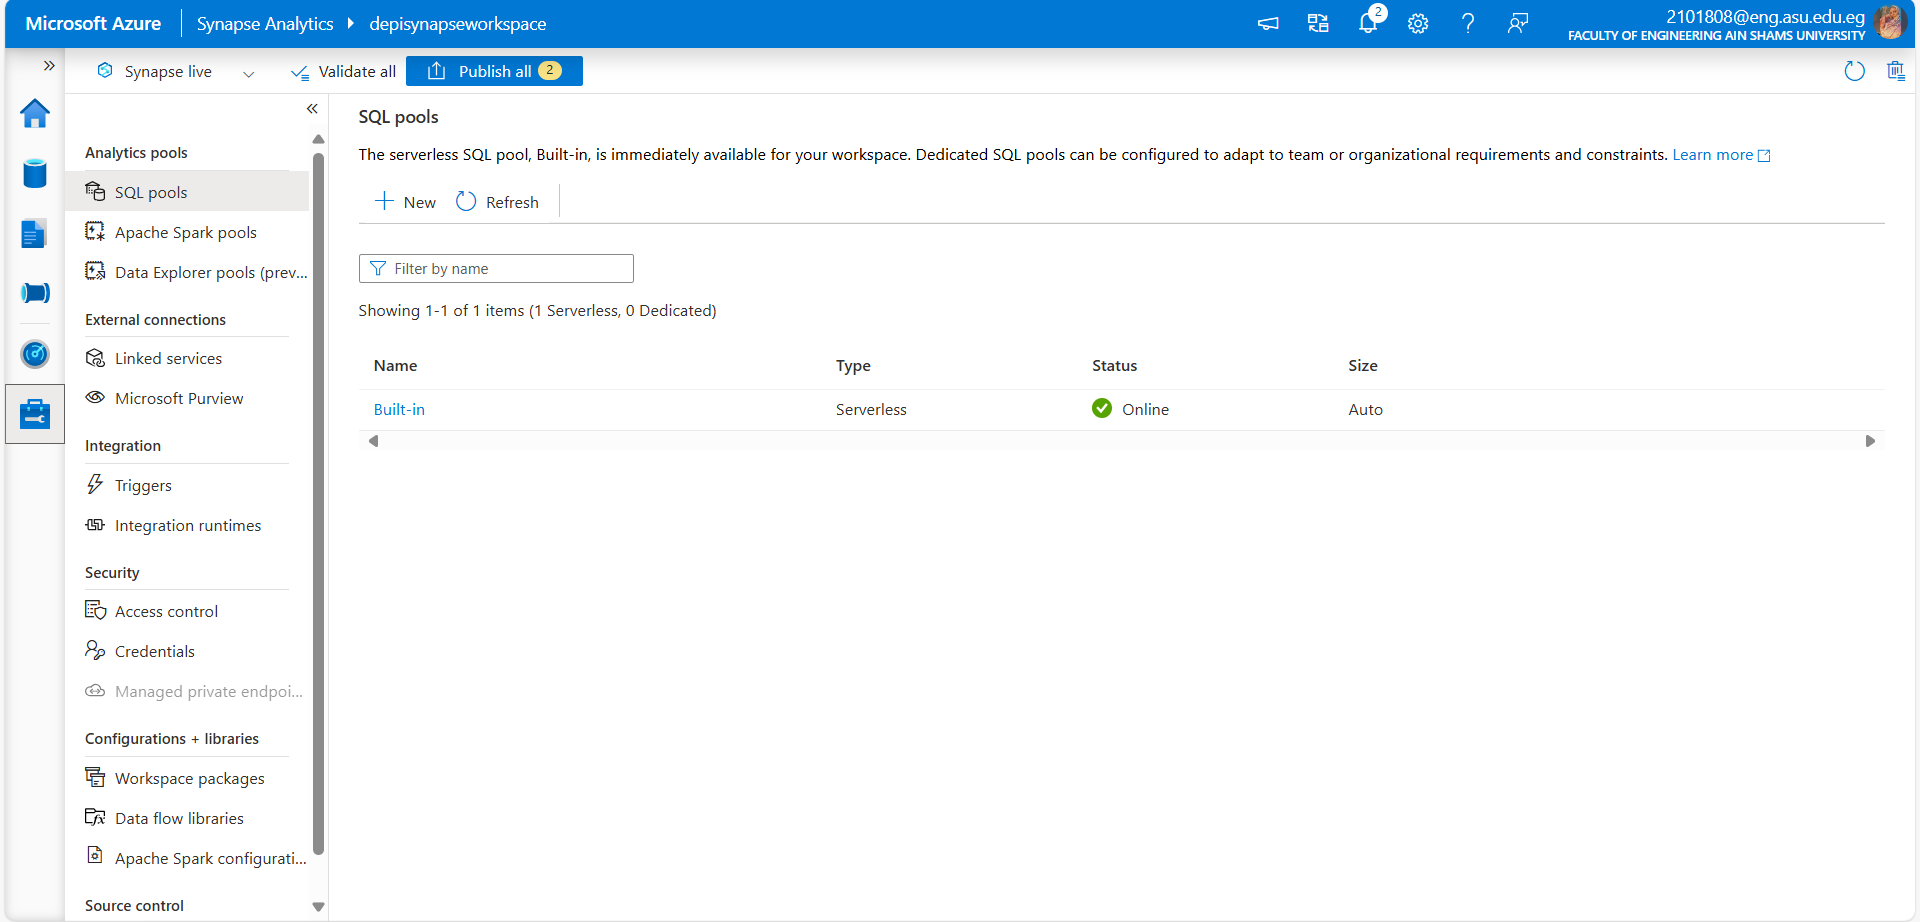 Microsoft Azure
Synapse Analytics
depisynapseworkspace
2
2101808@eng.asu.edu.eg
FACULTY OF ENGINEERING AIN SHAMS UNIVERSITY
Synapse live
Validate all
Publish all 2
Analytics pools
SQL pools
Apache Spark pools
Data Explorer pools (prev...
External connections
Linked services
Microsoft Purview
Integration
Triggers
Integration runtimes
Security
Access control
Credentials
Managed private endpoi...
Configurations + libraries
Workspace packages
Data flow libraries
Apache Spark configurati...
Source control
SQL pools
The serverless SQL pool, Built-in, is immediately available for your workspace. Dedicated SQL pools can be configured to adapt to team or organizational requirements and constraints. Learn more
New
Refresh
Filter by name
Showing 1-1 of 1 items (1 Serverless, 0 Dedicated)
Name Type Status Size
Built-in Serverless Online Auto